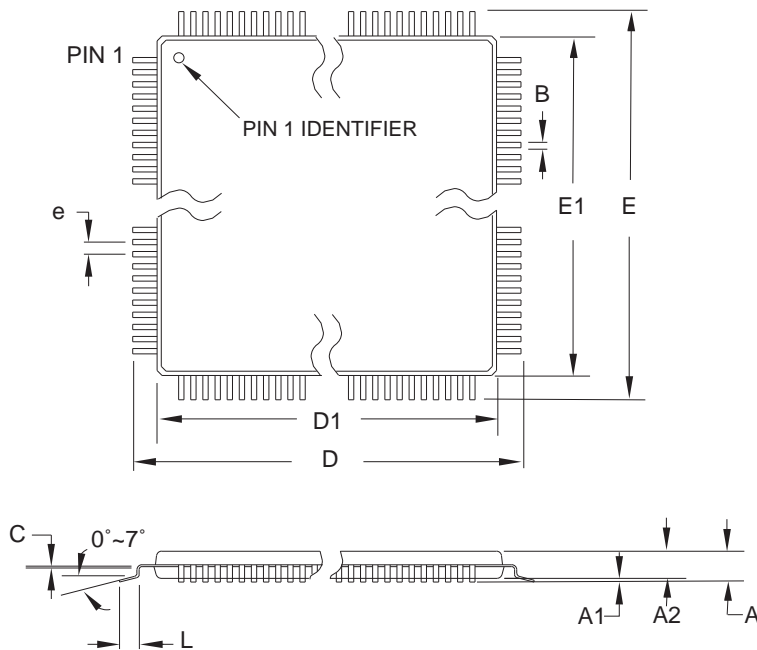 PIN 1
PIN 1 IDENTIFIER
B
e
E1
E
D1
D
C
0˚~7˚
A1
A2
A
L